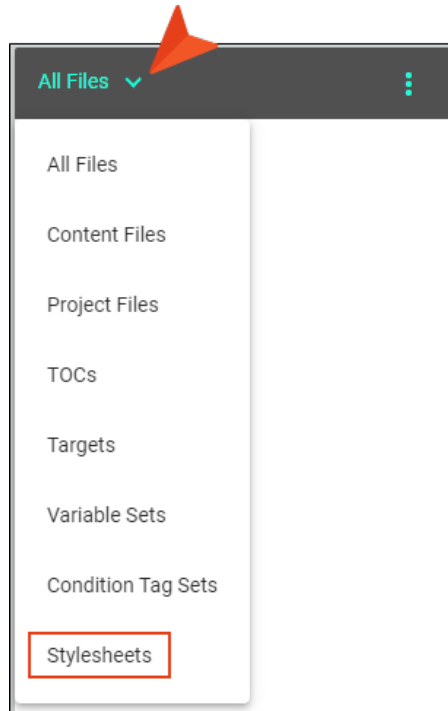 All Files
All Files
Content Files
Project Files
TOCs
Targets
Variable Sets
Condition Tag Sets
Stylesheets